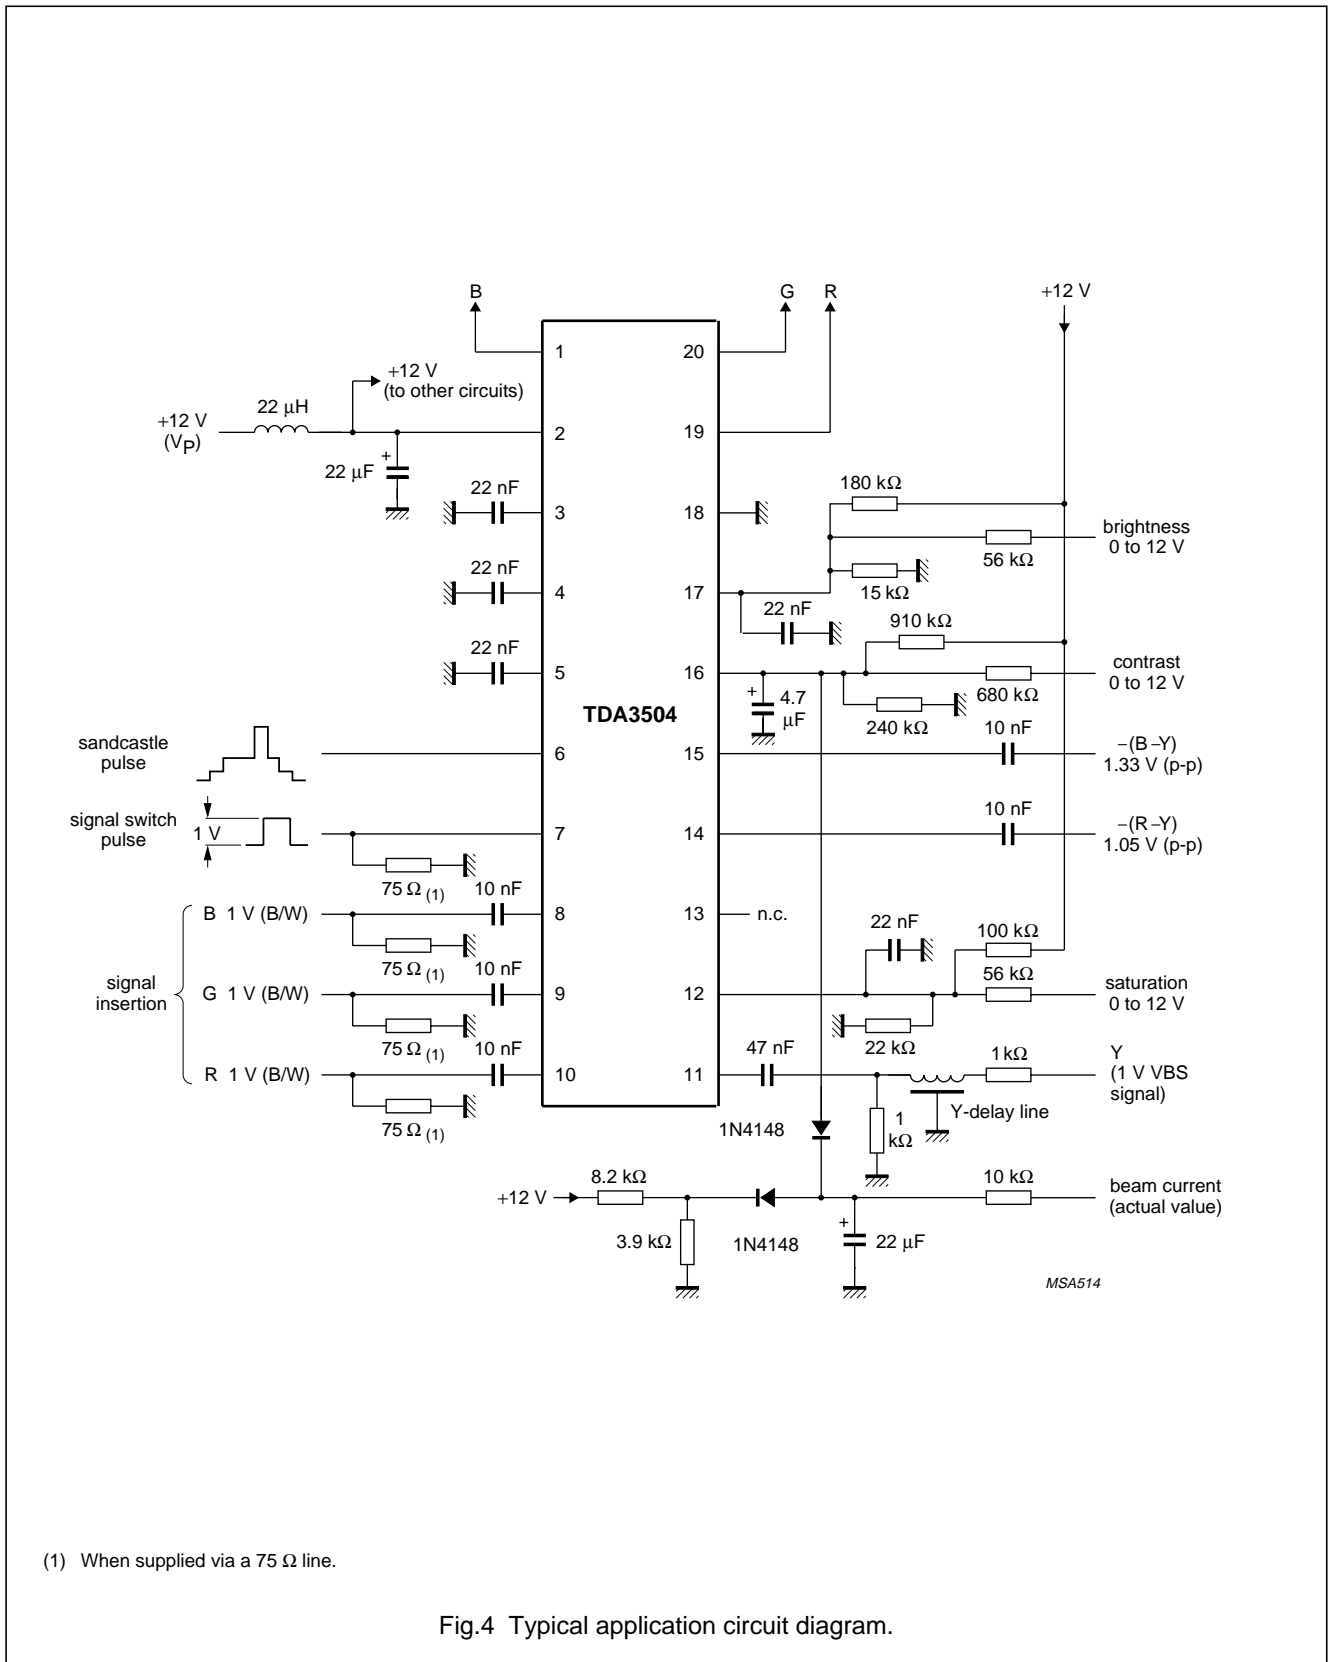 B
G
R
+12 V
1
20
+12 V
(to other circuits)
22 μH
+12 V
(VP)
2
19
+
22 μF
180 kΩ
22 nF
3
18
brightness
0 to 12 V
56 kΩ
22 nF
4
17
15 kΩ
22 nF
910 kΩ
22 nF
5
16
contrast
0 to 12 V
680 kΩ
+
4.7
μF
240 kΩ
TDA3504
10 nF
sandcastle
pulse
6
15
–(B –Y)
1.33 V (p-p)
10 nF
signal switch
pulse
1 V
7
14
–(R –Y)
1.05 V (p-p)
75 Ω (1)
10 nF
B 1 V (B/W)
8
13
n.c.
22 nF
100 kΩ
75 Ω (1)
10 nF
56 kΩ
signal
insertion
G 1 V (B/W)
9
12
saturation
0 to 12 V
22 kΩ
75 Ω (1)
10 nF
47 nF
1 kΩ
R 1 V (B/W)
10
11
Y
(1 V VBS
signal)
Y-delay line
75 Ω (1)
1N4148
1
kΩ
8.2 kΩ
10 kΩ
+12 V
beam current
(actual value)
3.9 kΩ
1N4148
+
22 μF
MSA514
(1) When supplied via a 75 Ω line.
Fig.4 Typical application circuit diagram.